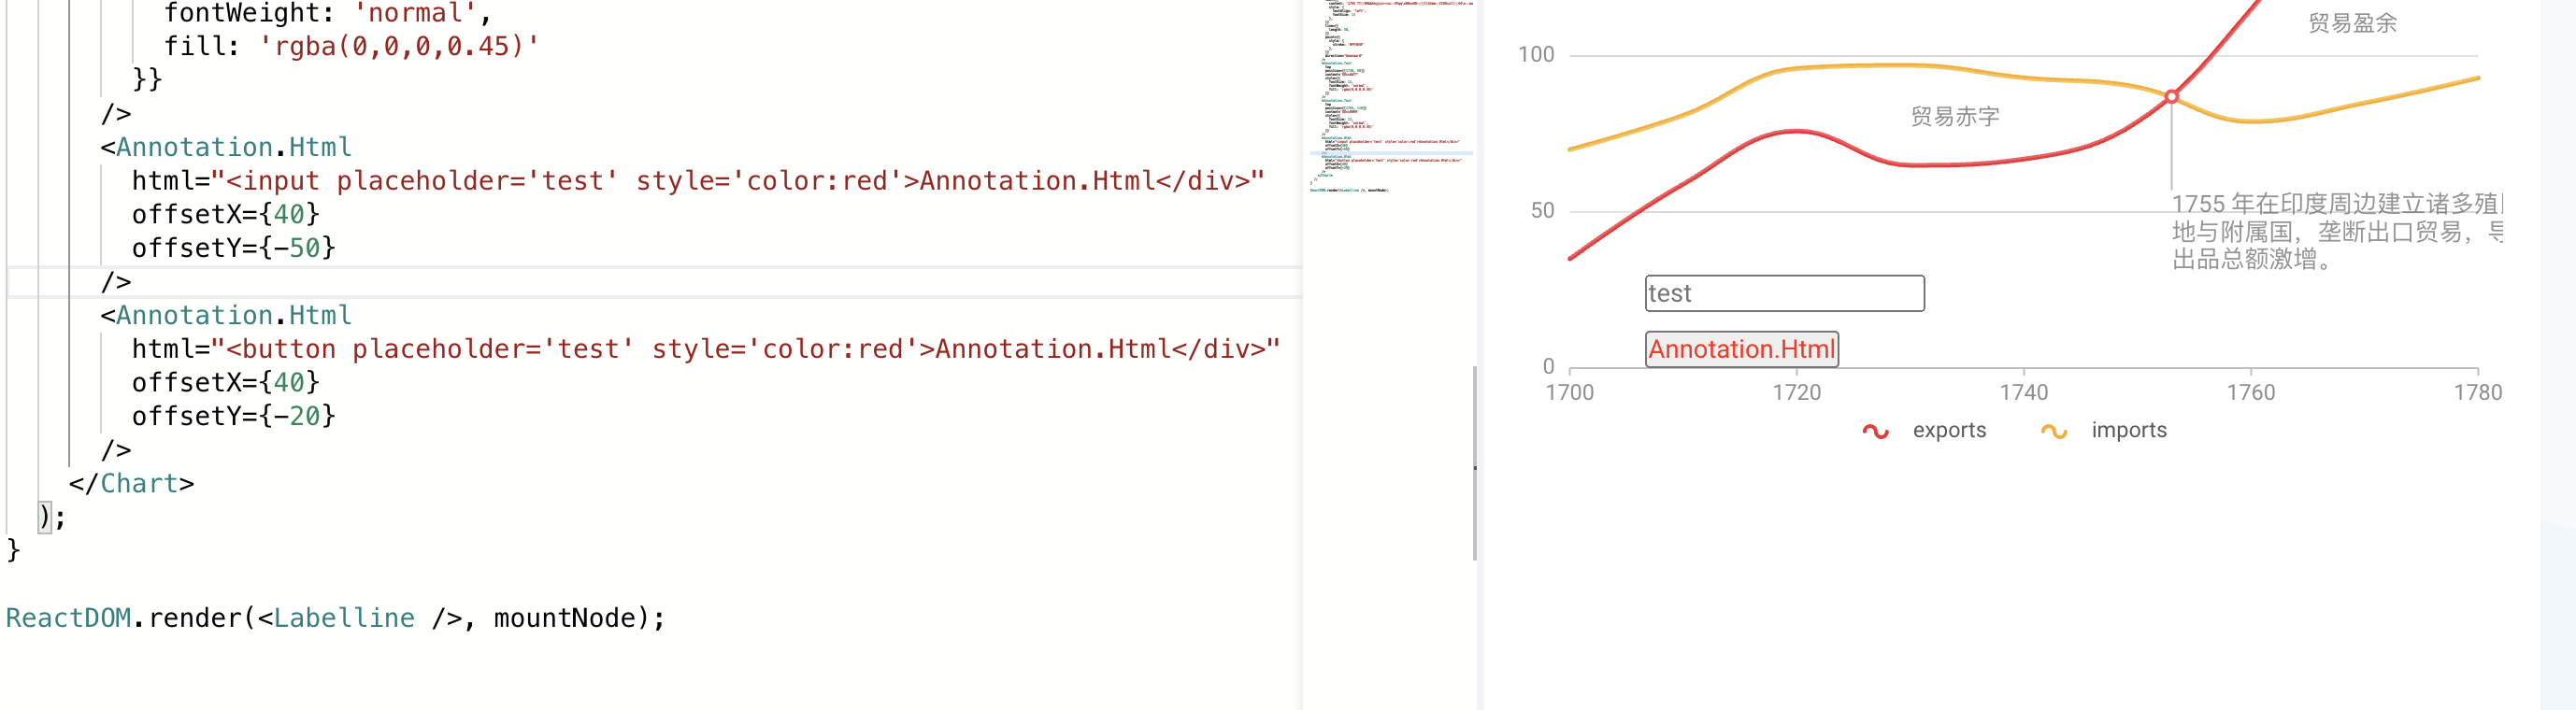 fontWeight: 'normal',
fill: 'rgba(0,0,0,0.45)'
}}
/>
<Annotation.Html
html="<input placeholder='test' style='color:red'>Annotation.Html</div>"
offsetX={40}
offsetY={-50}
/>
<Annotation.Html
html="<button placeholder='test' style='color:red'>Annotation.Html</div>"
offsetX={40}
offsetY={-20}
/>
</Chart>
);
}
ReactDOM.render(<Labelline />, mountNode);
贸易盈余
100
贸易赤字
50
1755 年在印度周边建立诸多殖
地与附属国，垄断出口贸易，
出品总额激增。
test
Annotation.Html
0
1700 1720 1740 1760 1780
exports imports